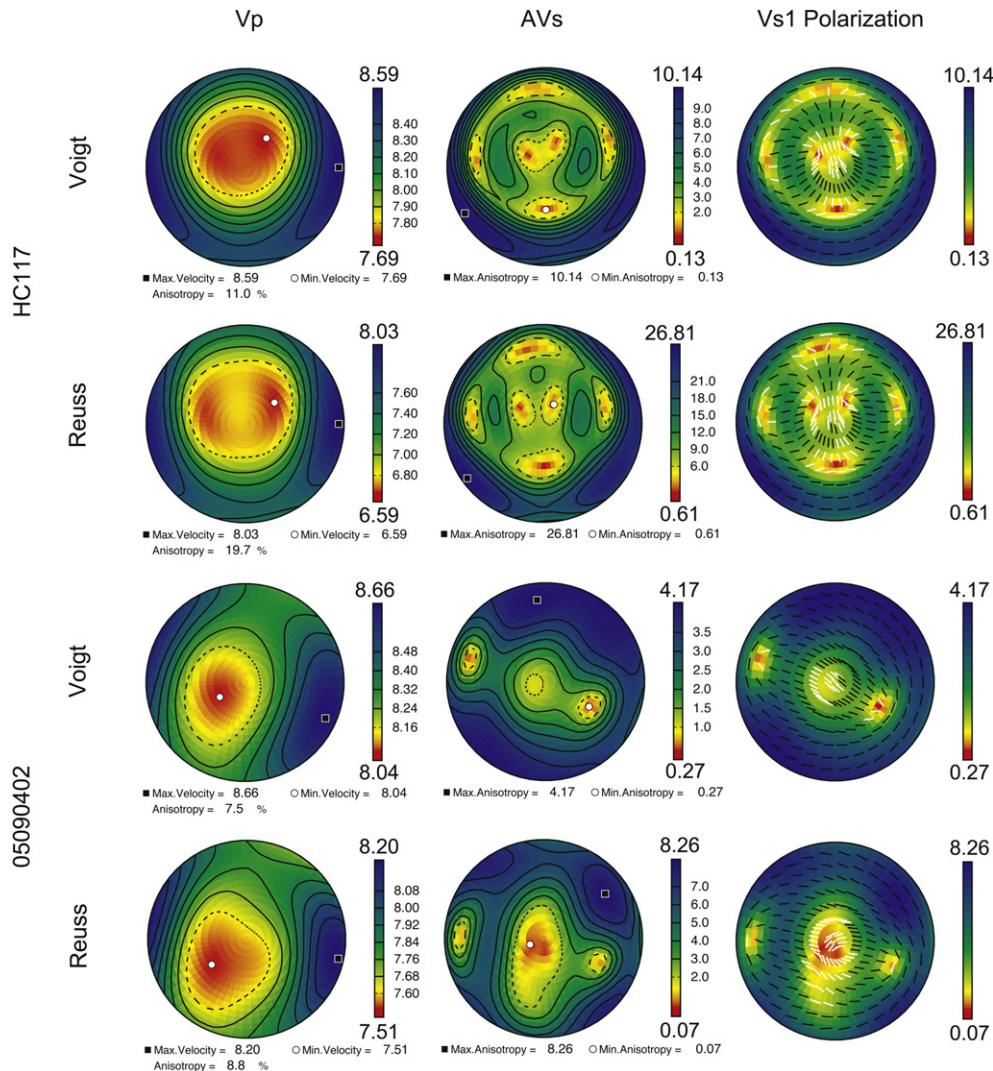 Vp AVs Vs1 Polarization
HC117
Voigt
8.59 10.14 10.14
8.40 9.0
8.30 8.0
8.20 7.0
8.10 6.0
8.00 5.0
7.90 4.0
7.80 3.0
2.0
7.69 0.13 0.13
Max.Velocity = 8.59 Min.Velocity = 7.69 Max.Anisotropy = 10.14 Min.Anisotropy = 0.13
Anisotropy = 11.0 %
Reuss
8.03 26.81 26.81
7.60 21.0
7.40 18.0
7.20 15.0
7.00 12.0
6.80 9.0
6.0
6.59 0.61 0.61
Max.Velocity = 8.03 Min.Velocity = 6.59 Max.Anisotropy = 26.81 Min.Anisotropy = 0.61
Anisotropy = 19.7 %
05090402
Voigt
8.66 4.17 4.17
8.48 3.5
8.40 3.0
8.32 2.5
8.24 2.0
8.16 1.5
1.0
8.04 0.27 0.27
Max.Velocity = 8.66 Min.Velocity = 8.04 Max.Anisotropy = 4.17 Min.Anisotropy = 0.27
Anisotropy = 7.5 %
Reuss
8.20 8.26 8.26
8.08 7.0
8.00 6.0
7.92 5.0
7.84 4.0
7.76 3.0
7.68 2.0
7.60
7.51 0.07 0.07
Max.Velocity = 8.20 Min.Velocity = 7.51 Max.Anisotropy = 8.26 Min.Anisotropy = 0.07
Anisotropy = 8.8 %